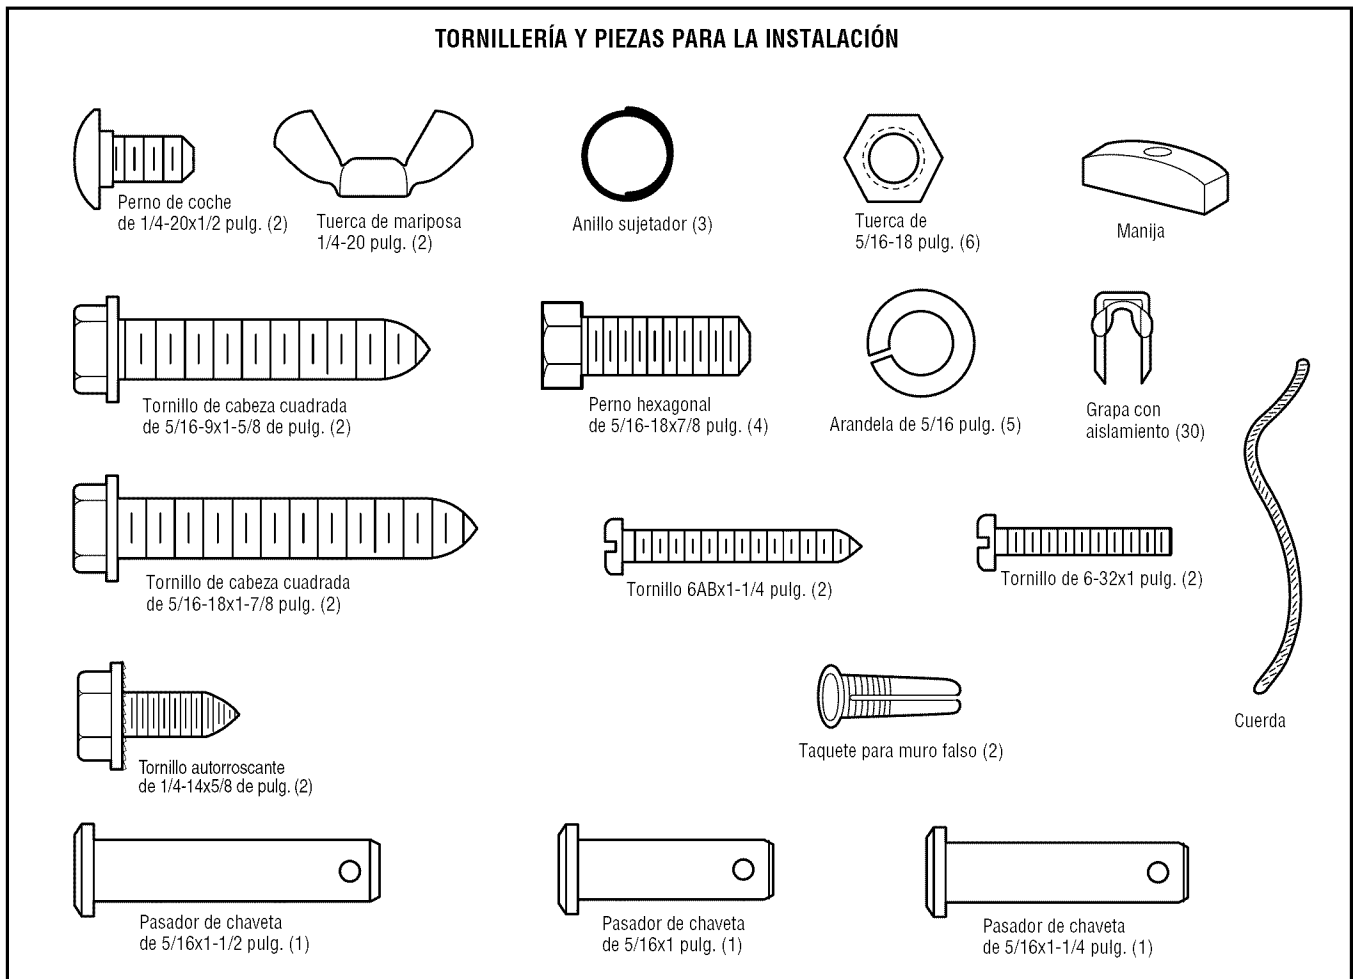 TORNILLERÍA Y PIEZAS PARA LA INSTALACIÓN
Perno de coche
de 1/4-20x1/2 pulg. (2)
Tuerca de mariposa
1/4-20 pulg. (2)
Anillo sujetador (3)
Tuerca de
5/16-18 pulg. (6)
Manija
Tornillo de cabeza cuadrada
de 5/16-9x1-5/8 de pulg. (2)
Perno hexagonal
de 5/16-18x7/8 pulg. (4)
Arandela de 5/16 pulg. (5)
Grapa con
aislamiento (30)
Tornillo de cabeza cuadrada
de 5/16-18x1-7/8 pulg. (2)
Tornillo 6ABx1-1/4 pulg. (2)
Tornillo de 6-32x1 pulg. (2)
Cuerda
Tornillo autorroscante
de 1/4-14x5/8 de pulg. (2)
Taquete para muro falso (2)
Pasador de chaveta
de 5/16x1-1/2 pulg. (1)
Pasador de chaveta
de 5/16x1 pulg. (1)
Pasador de chaveta
de 5/16x1-1/4 pulg. (1)